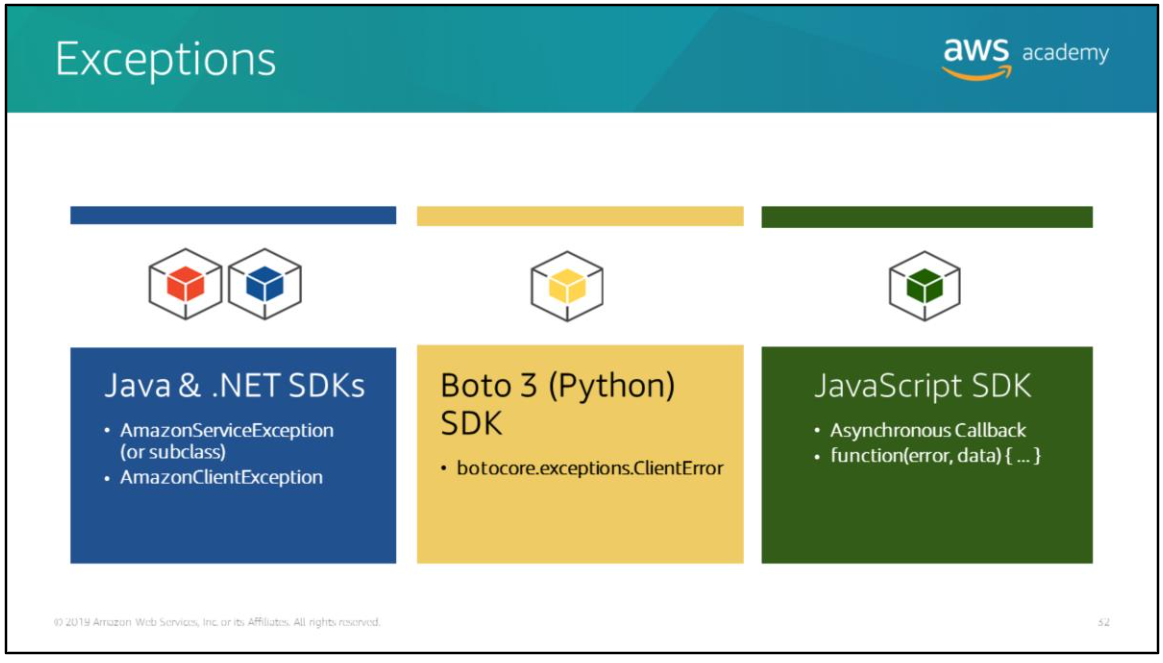 Exceptions
aws academy
Java & .NET SDKs
• AmazonServiceException
(or subclass)
• AmazonClientException
Boto 3 (Python)
SDK
• botocore.exceptions.ClientError
JavaScript SDK
• Asynchronous Callback
• function(error, data) { ... }
© 2019 Amazon Web Services, Inc. or its Affiliates. All rights reserved.
32